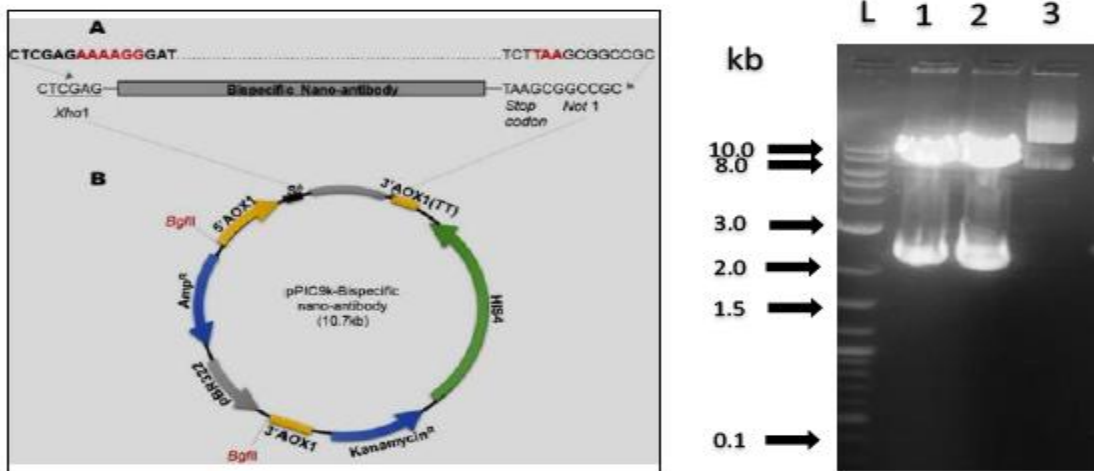 A
CTCGAGAAAAGGGAT
TCTTAAGCGGCCGC
CTCGAG
Bispecific Nano-antibody
TAAGCGGCCGC
Xho1
Stop
codon
Not 1
B
BglII
5'AOX1
3'AOX1(TT)
Amp R
HIS4
pPIC9k-Bispecific
nano-antibody
(10.7kb)
pBR322
3'AOX1
Kanamycin R
BglII
L 1 2 3
kb
10.0
8.0
3.0
2.0
1.5
0.1